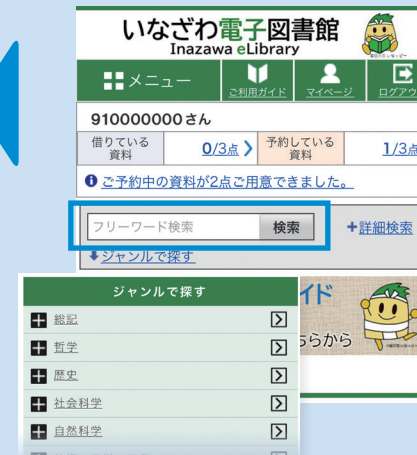 いなざわ電子図書館
Inazawa eLibrary
メニュー
ご利用ガイド
マイページ
ログアウ
910000000さん
借りている
資料
0/3点
予約している
資料
1/3点
ご予約中の資料が2点ご用意できました。
フリーワード検索
検索
+詳細検索
ジャンルで探す
ジャンルで探す
総記
哲学
歴史
社会科学
自然科学
イド
ちらから